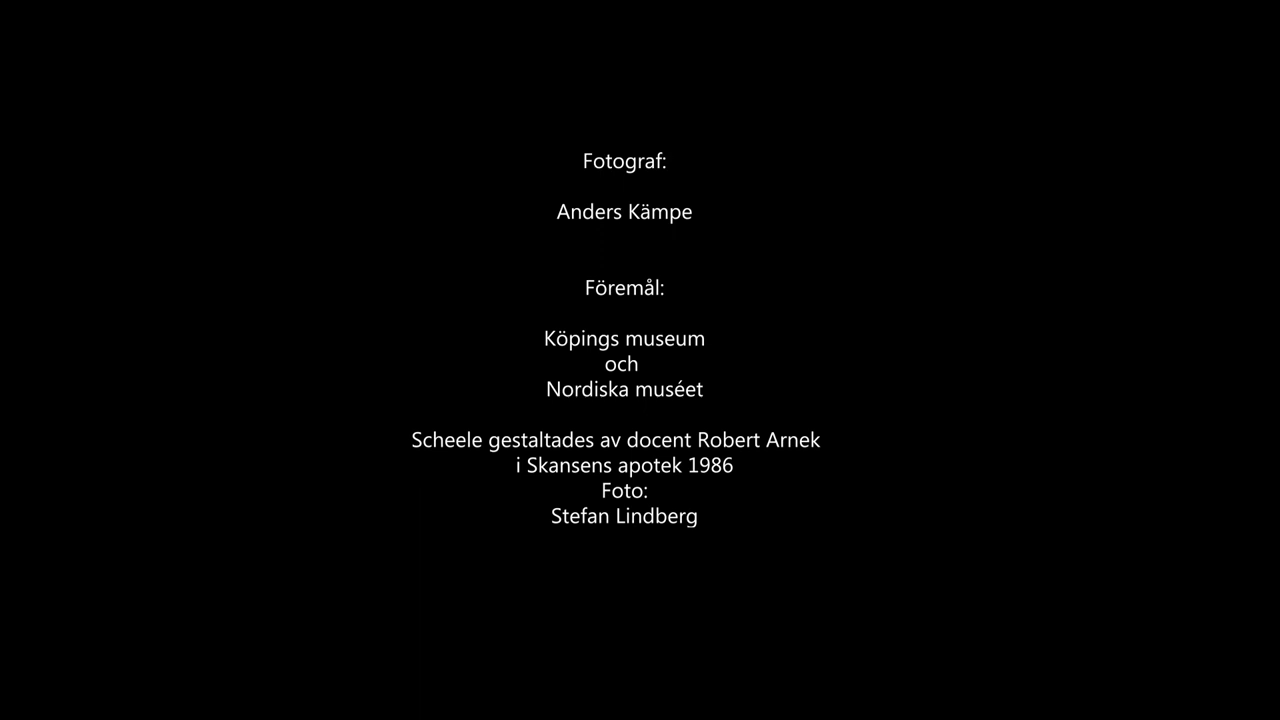 Fotograf:
Anders Kämpe
Föremål:
Köpings museum
och
Nordiska muséet
Scheele gestaltades av docent Robert Arnek
i Skansens apotek 1986
Foto:
Stefan Lindberg